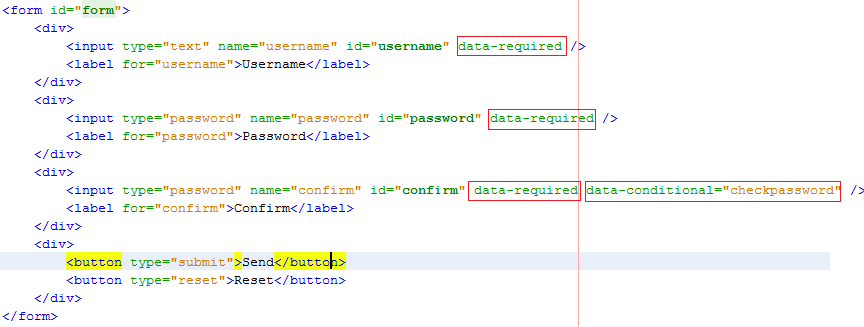 <form id="form">
<div>
<input type="text" name="username" id="username" data-required />
<label for="username">Username</label>
</div>
<div>
<input type="password" name="password" id="password" data-required />
<label for="password">Password</label>
</div>
<div>
<input type="password" name="confirm" id="confirm" data-required data-conditional="checkpassword" />
<label for="confirm">Confirm</label>
</div>
<div>
<button type="submit">Send</button>
<button type="reset">Reset</button>
</div>
</form>